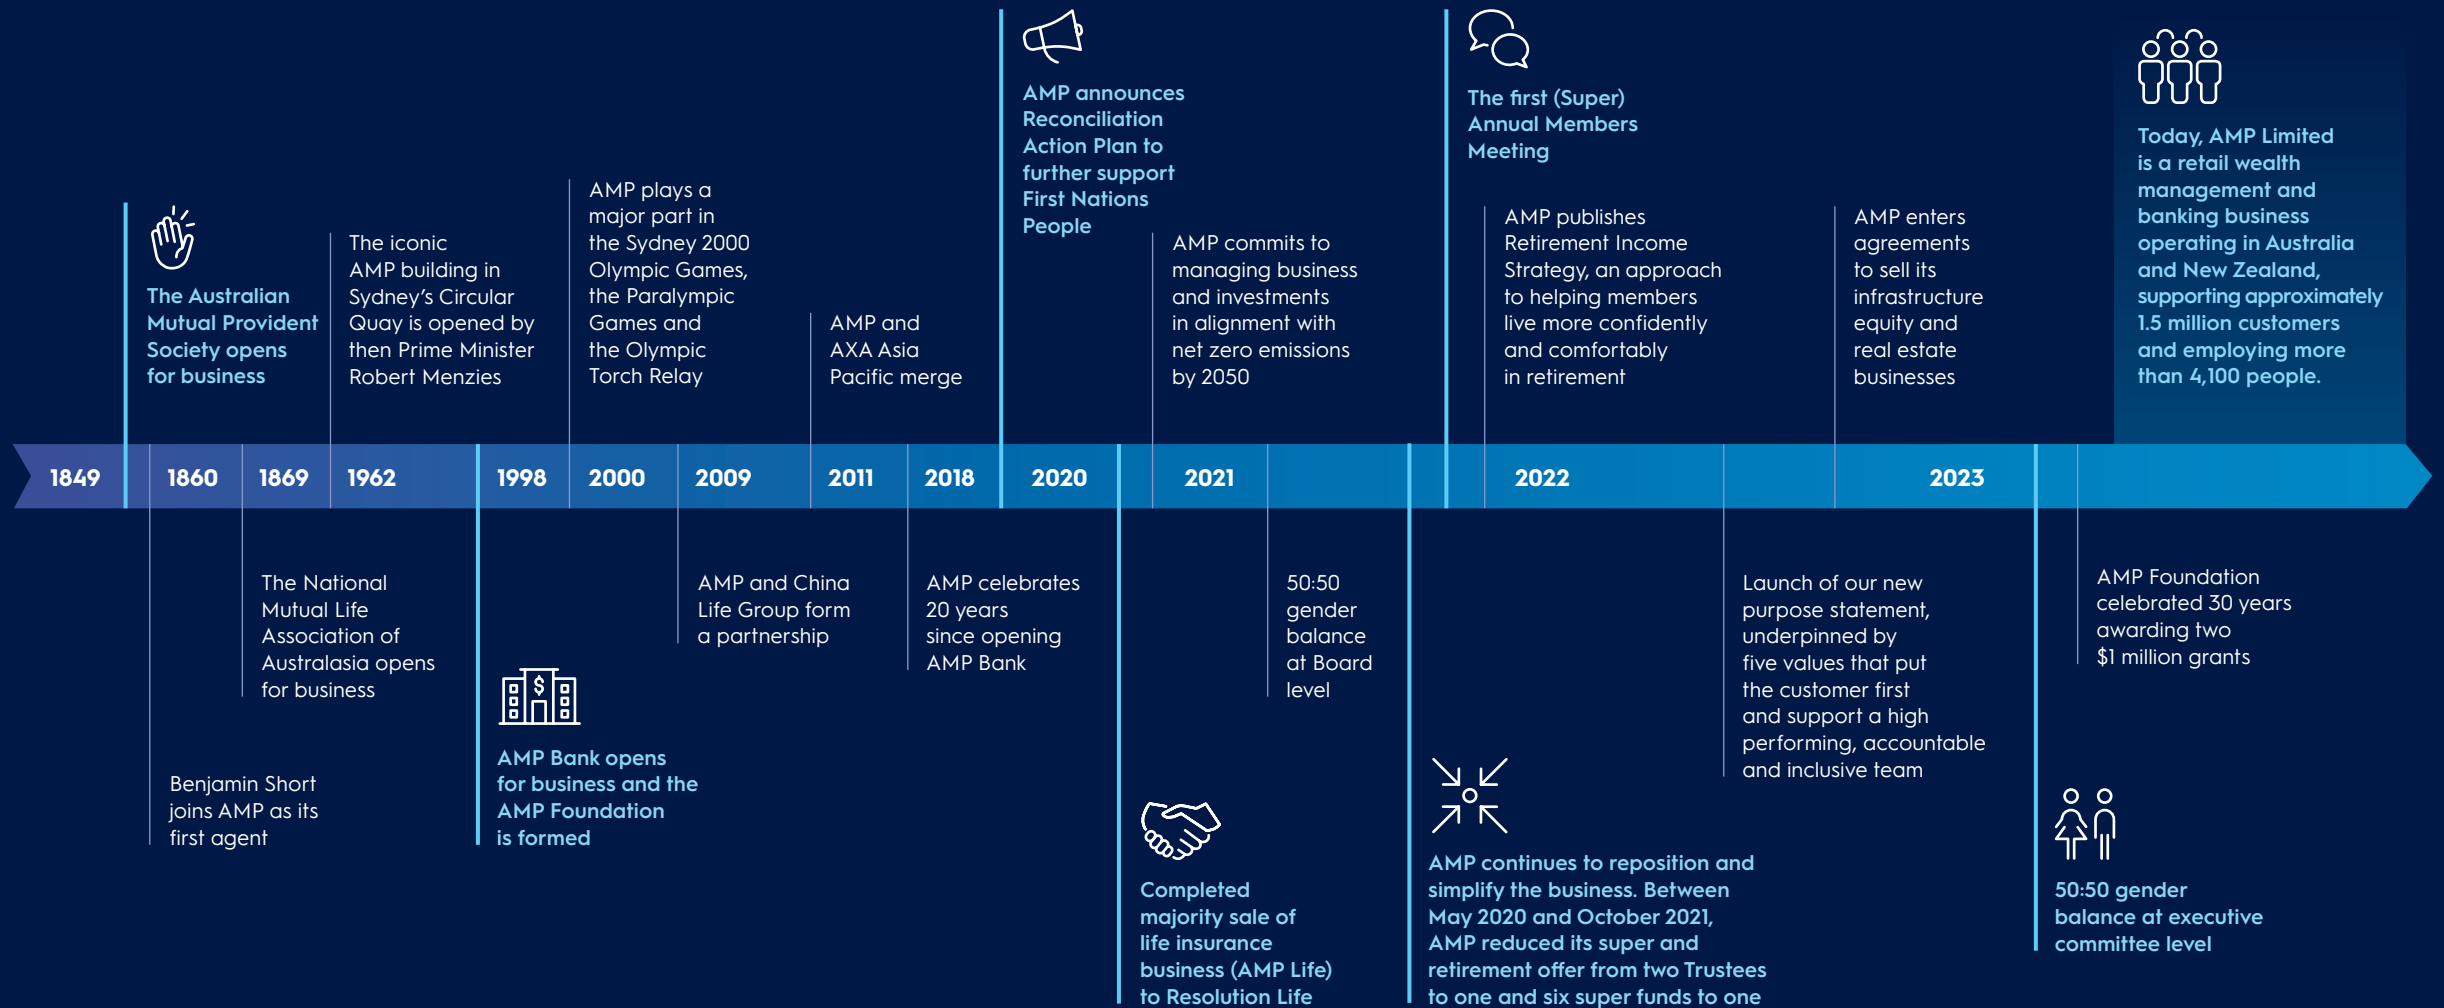 AMP announces
Reconciliation
Action Plan to
further support
First Nations
People
The first (Super)
Annual Members
Meeting
Today, AMP Limited
is a retail wealth
management and
banking business
operating in Australia
and New Zealand,
supporting approximately
1.5 million customers
and employing more
than 4,100 people.
The Australian
Mutual Provident
Society opens
for business
The iconic
AMP building in
Sydney’s Circular
Quay is opened by
then Prime Minister
Robert Menzies
AMP plays a
major part in
the Sydney 2000
Olympic Games,
the Paralympic
Games and
the Olympic
Torch Relay
AMP and
AXA Asia
Pacific merge
AMP commits to
managing business
and investments
in alignment with
net zero emissions
by 2050
AMP publishes
Retirement Income
Strategy, an approach
to helping members
live more confidently
and comfortably
in retirement
AMP enters
agreements
to sell its
infrastructure
equity and
real estate
businesses
1849 1860 1869 1962 1998 2000 2009 2011 2018 2020 2021 2022 2023
Benjamin Short
joins AMP as its
first agent
The National
Mutual Life
Association of
Australasia opens
for business
$
AMP Bank opens
for business and the
AMP Foundation
is formed
AMP and China
Life Group form
a partnership
AMP celebrates
20 years
since opening
AMP Bank
Completed
majority sale of
life insurance
business (AMP Life)
to Resolution Life
50:50
gender
balance
at Board
level
AMP continues to reposition and
simplify the business. Between
May 2020 and October 2021,
AMP reduced its super and
retirement offer from two Trustees
to one and six super funds to one
Launch of our new
purpose statement,
underpinned by
five values that put
the customer first
and support a high
performing, accountable
and inclusive team
50:50 gender
balance at executive
committee level
AMP Foundation
celebrated 30 years
awarding two
$1 million grants